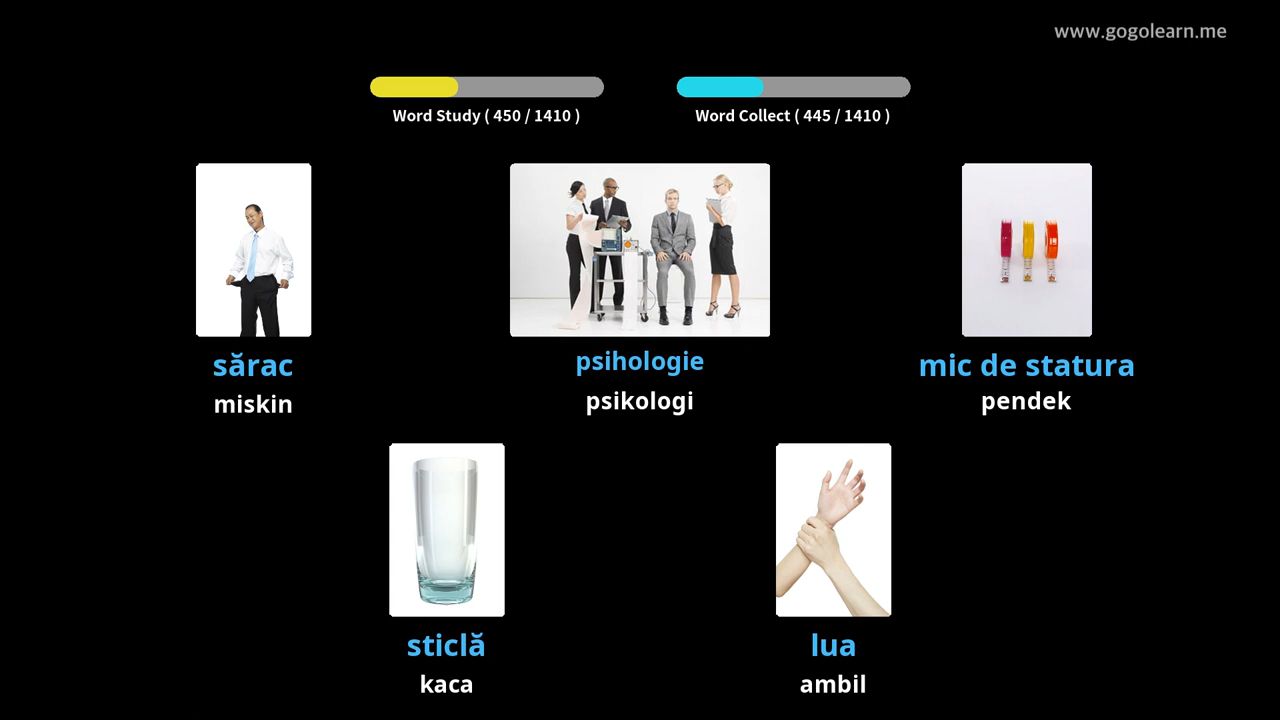 www.gogolearn.me
Word Study ( 450 / 1410 )
Word Collect ( 445 / 1410 )
sărac
miskin
psihologie
psikologi
mic de statura
pendek
sticlă
kaca
lua
ambil